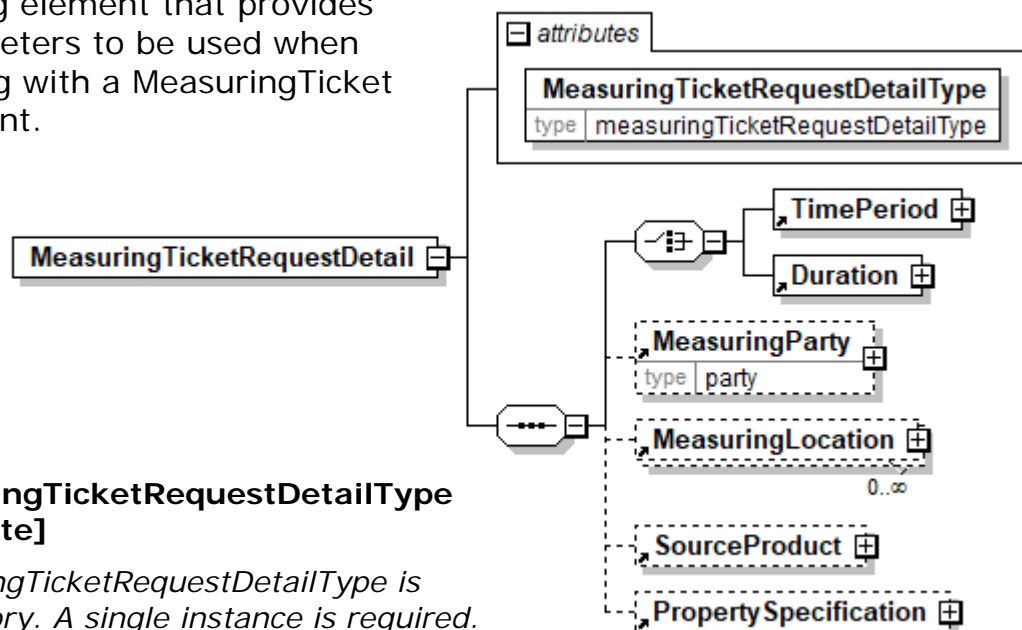 g element that provides
eters to be used when
g with a MeasuringTicket
nt.
attributes
MeasuringTicketRequestDetailType
type measuringTicketRequestDetailType
MeasuringTicketRequestDetail
TimePeriod
Duration
MeasuringParty
type party
MeasuringLocation
0..∞
SourceProduct
PropertySpecification
ngTicketRequestDetailType
te]
ngTicketRequestDetailType is
ory. A single instance is required.